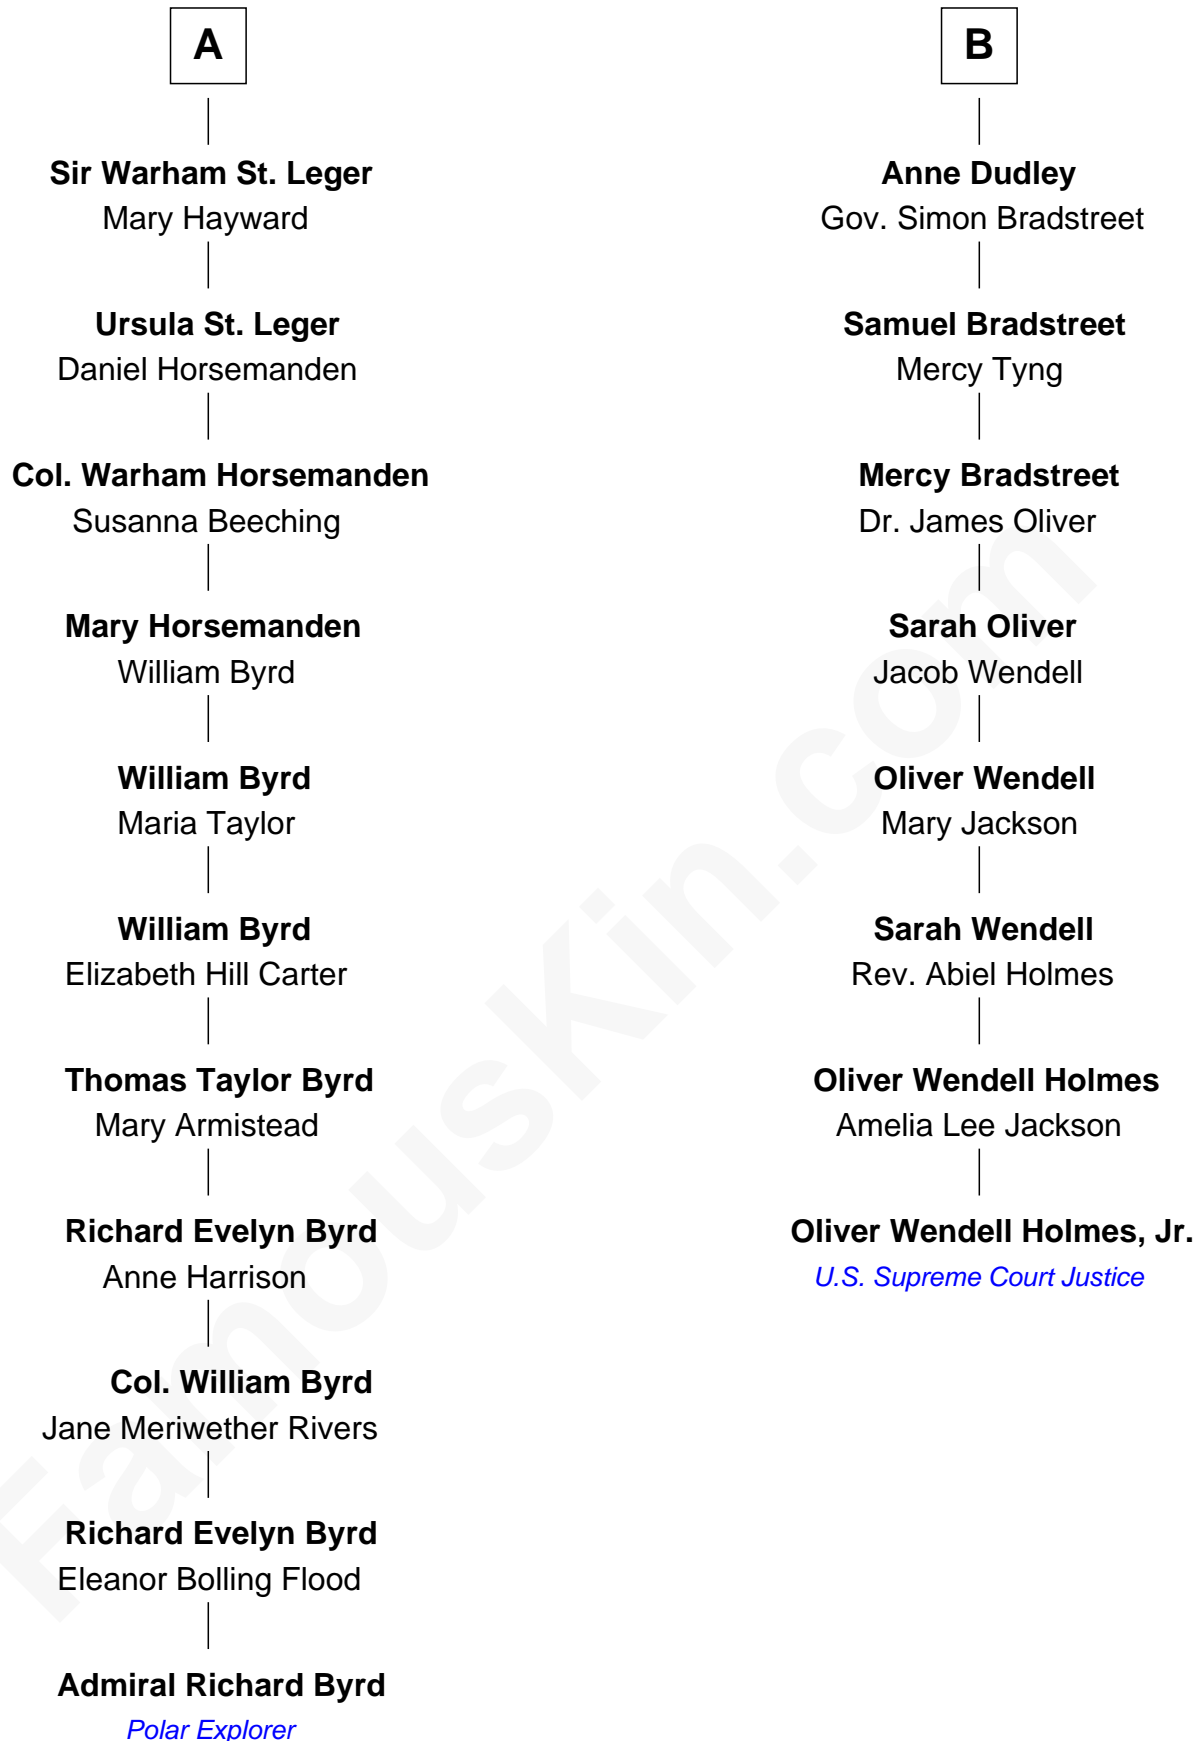 A
Sir Warham St. Leger
Mary Hayward
Ursula St. Leger
Daniel Horsemanden
Col. Warham Horsemanden
Susanna Beeching
Mary Horsemanden
William Byrd
William Byrd
Maria Taylor
William Byrd
Elizabeth Hill Carter
Thomas Taylor Byrd
Mary Armistead
Richard Evelyn Byrd
Anne Harrison
Col. William Byrd
Jane Meriwether Rivers
Richard Evelyn Byrd
Eleanor Bolling Flood
Admiral Richard Byrd
Polar Explorer
B
Anne Dudley
Gov. Simon Bradstreet
Samuel Bradstreet
Mercy Tyng
Mercy Bradstreet
Dr. James Oliver
Sarah Oliver
Jacob Wendell
Oliver Wendell
Mary Jackson
Sarah Wendell
Rev. Abiel Holmes
Oliver Wendell Holmes
Amelia Lee Jackson
Oliver Wendell Holmes, Jr.
U.S. Supreme Court Justice
FamousKin.com